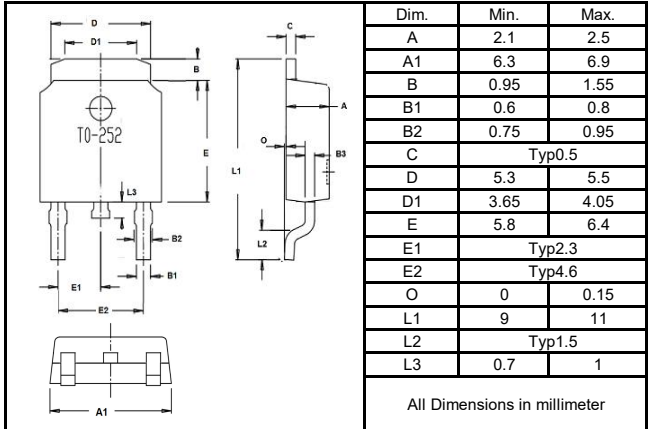 D
D1
C
B
A
TO-252
O
B3
E
L1
L3
B2
L2
B1
E1
E2
A1
Dim. Min. Max.
A 2.1 2.5
A1 6.3 6.9
B 0.95 1.55
B1 0.6 0.8
B2 0.75 0.95
C Typ0.5
D 5.3 5.5
D1 3.65 4.05
E 5.8 6.4
E1 Typ2.3
E2 Typ4.6
O 0 0.15
L1 9 11
L2 Typ1.5
L3 0.7 1
All Dimensions in millimeter